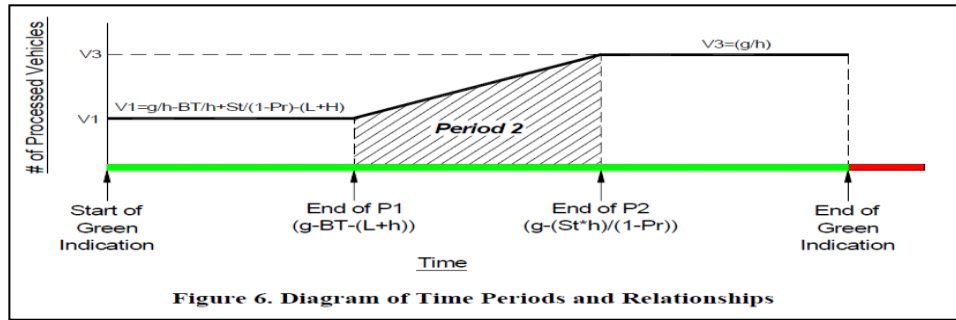 # of Processed Vehicles
V3
V3=(g/h)
V1=g/h-BT/h+St/(1-Pr)-(L+H)
V1
Period 2
Start of
Green
Indication
End of P1
(g-BT-(L+h))
End of P2
(g-(St*h)/(1-Pr))
End of
Green
Indication
Time
Figure 6. Diagram of Time Periods and Relationships